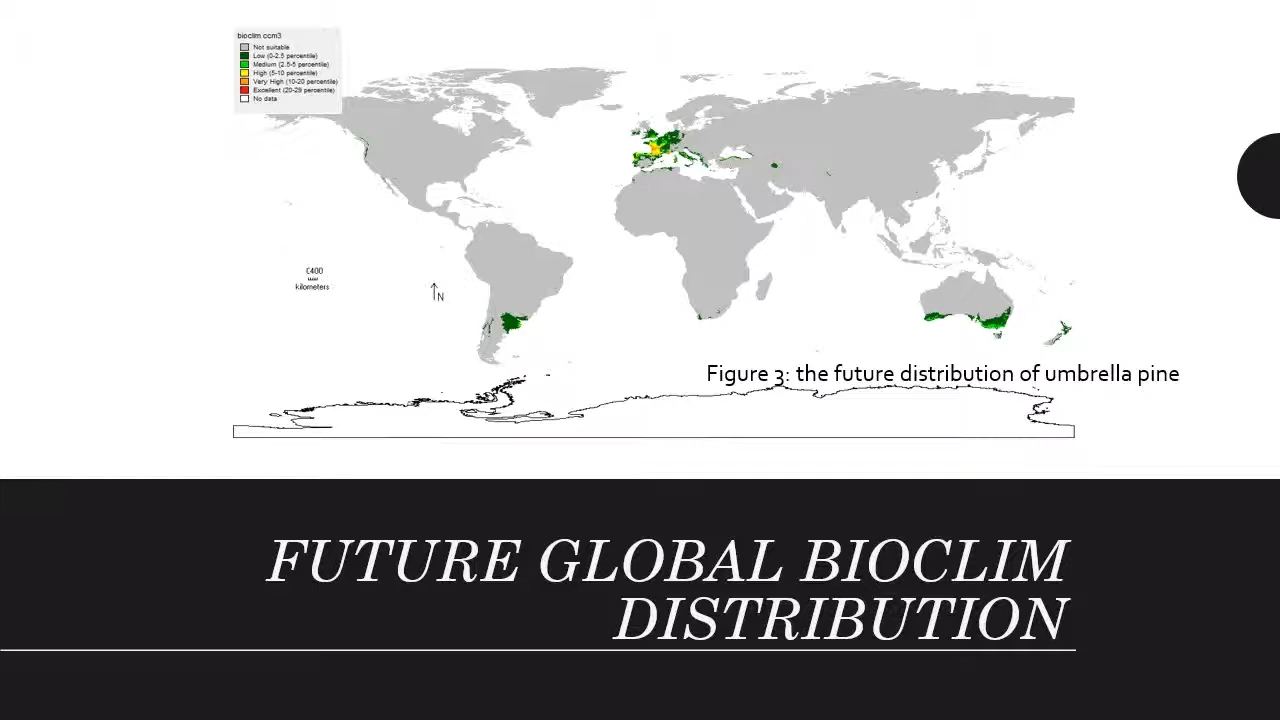 bioclim ccm3
Not suitable
Low (0-2.5 percentile)
Medium (2.5-5 percentile)
High (5-10 percentile)
Very High (10-20 percentile)
Excellent (20-29 percentile)
No data
kilometers
N
Figure 3: the future distribution of umbrella pine
FUTURE GLOBAL BIOCLIM
DISTRIBUTION